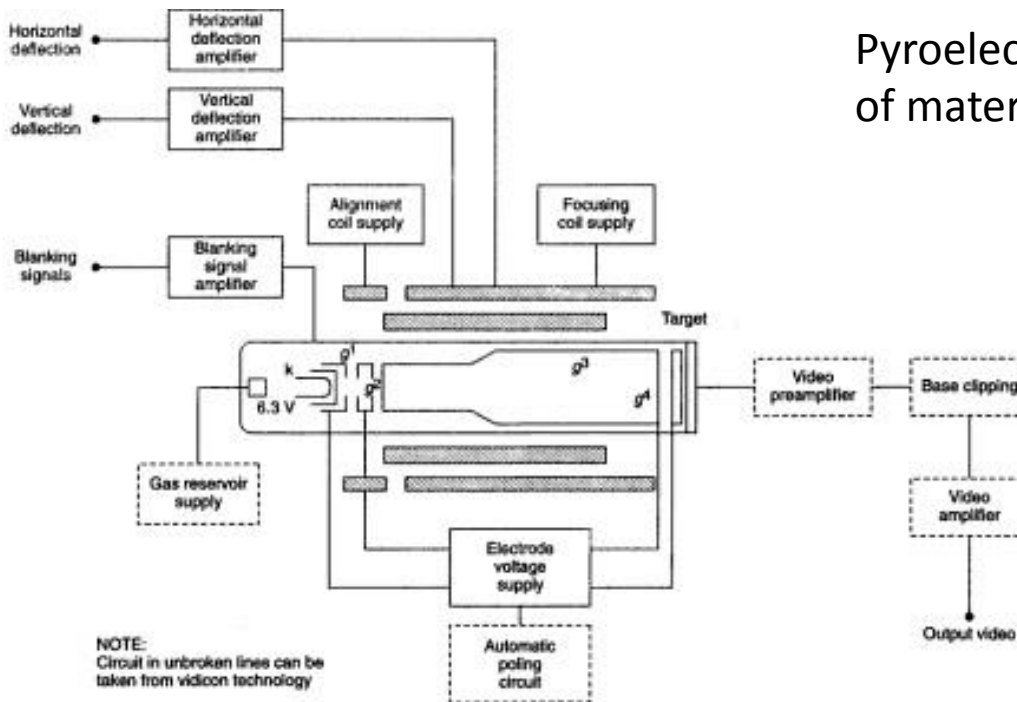 Horizontal
deflection
Horizontal
deflection
amplifier
Pyroelec
of mater
Vertical
deflection
Vertical
deflection
amplifier
Alignment
coil supply
Focusing
coil supply
Blanking
signals
Blanking
signal
amplifier
Target
g1
k
g2
g3
g4
6.3 V
Video
preamplifier
Base clipping
Gas reservoir
supply
Video
amplifier
Electrode
voltage
supply
Output video
NOTE:
Circuit in unbroken lines can be
taken from vidicon technology
Automatic
poling
circuit